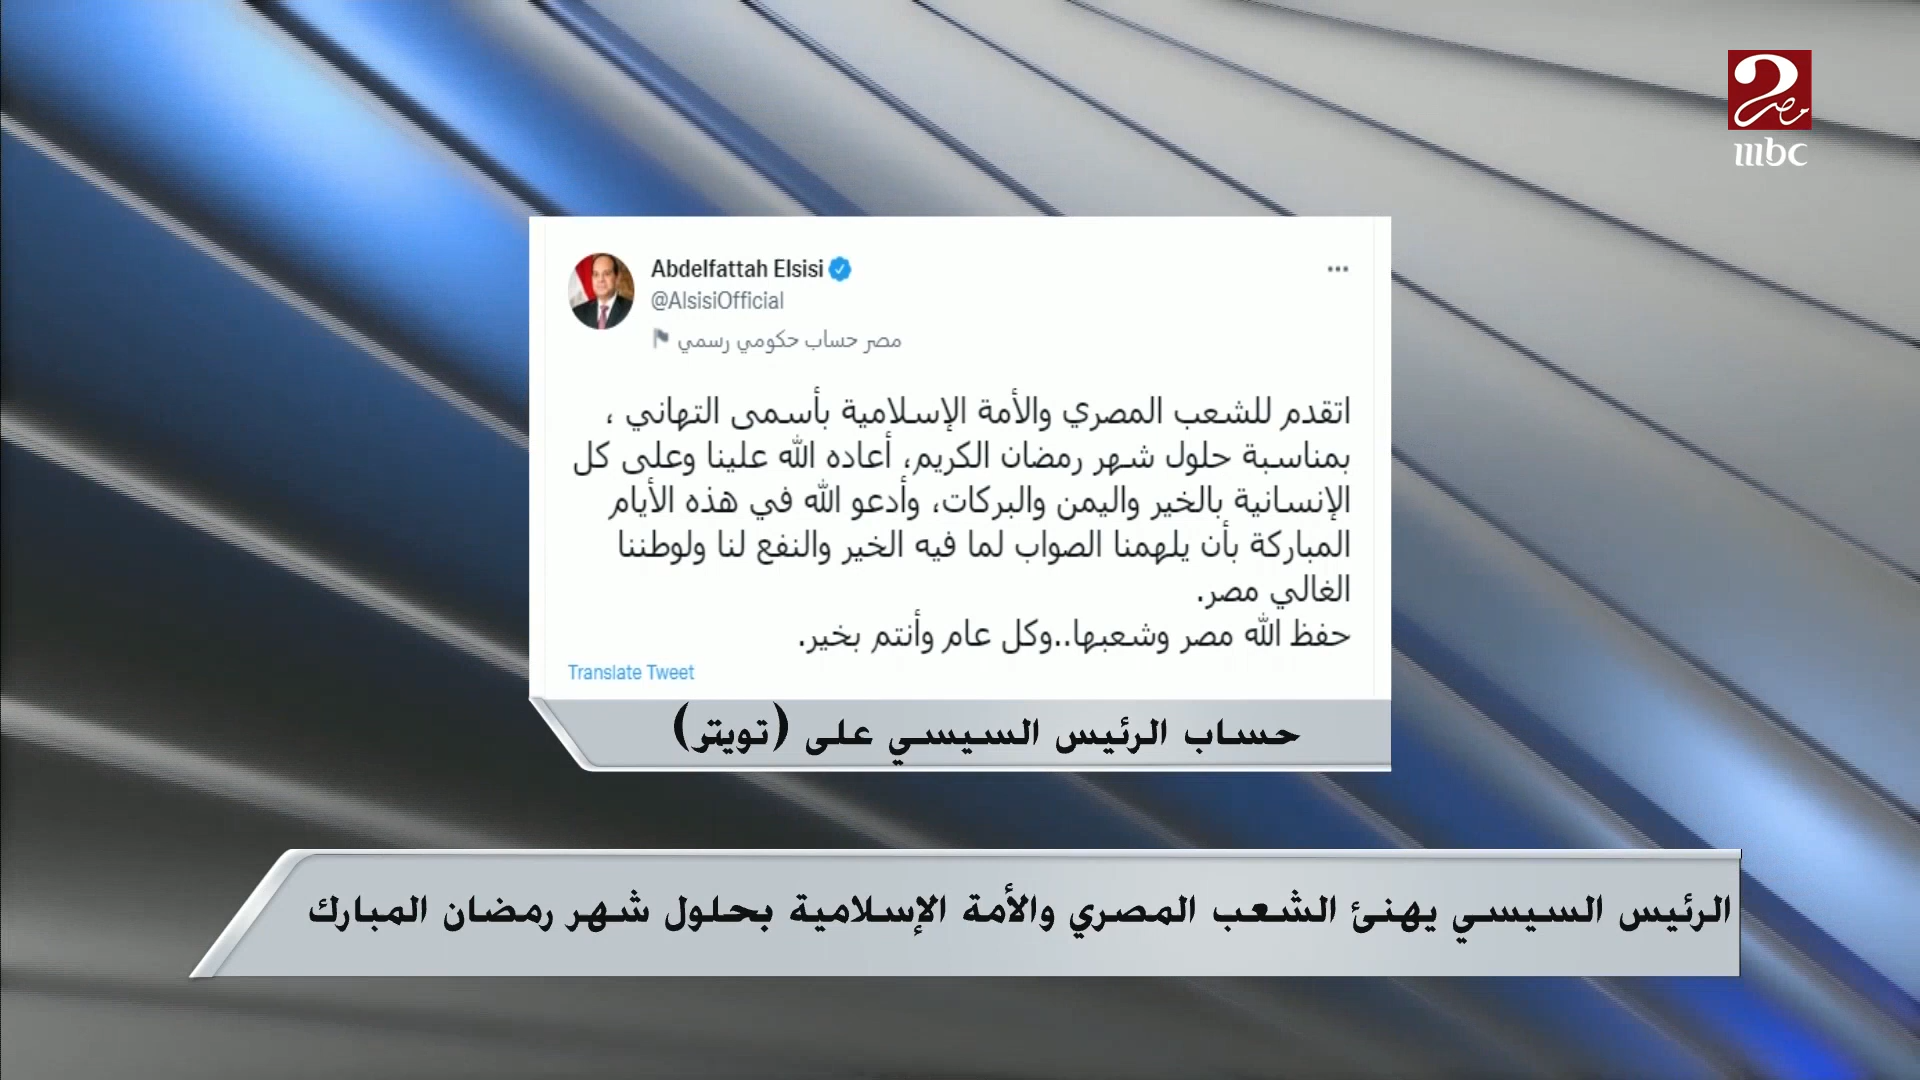 مصر
mbc
Abdelfattah Elsisi
@AlsisiOfficial
مصر حساب حكومي رسمي
اتقدم للشعب المصري والأمة الإسلامية بأسمى التهاني ،
بمناسبة حلول شهر رمضان الكريم، أعاده الله علينا وعلى كل
الإنسانية بالخير واليمن والبركات، وأدعو الله في هذه الأيام
المباركة بأن يلهمنا الصواب لما فيه الخير والنفع لنا ولوطننا
الغالي مصر.
حفظ الله مصر وشعبها..وكل عام وأنتم بخير.
Translate Tweet
حساب الرئيس السيسي على (تويتر)
الرئيس السيسي يهنئ الشعب المصري والأمة الإسلامية بحلول شهر رمضان المبارك